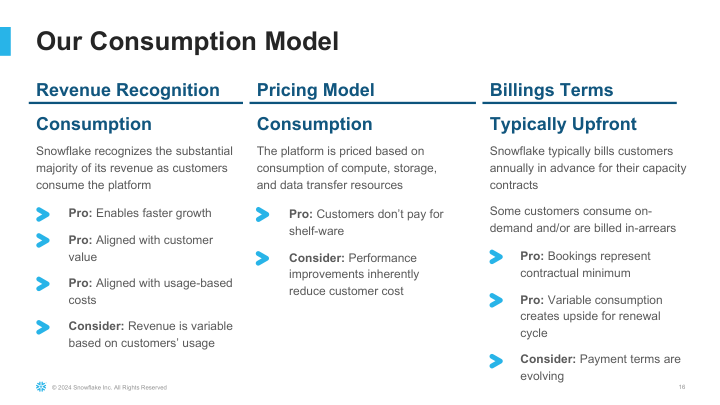 Our Consumption Model
Revenue Recognition
Consumption
Snowflake recognizes the substantial
majority of its revenue as customers
consume the platform
Pro: Enables faster growth
Pro: Aligned with customer
value
Pro: Aligned with usage-based
costs
Consider: Revenue is variable
based on customers’ usage
Pricing Model
Consumption
The platform is priced based on
consumption of compute, storage,
and data transfer resources
Pro: Customers don’t pay for
shelf-ware
Consider: Performance
improvements inherently
reduce customer cost
Billings Terms
Typically Upfront
Snowflake typically bills customers
annually in advance for their capacity
contracts
Some customers consume on-
demand and/or are billed in-arrears
Pro: Bookings represent
contractual minimum
Pro: Variable consumption
creates upside for renewal
cycle
Consider: Payment terms are
evolving
© 2024 Snowflake Inc. All Rights Reserved
16